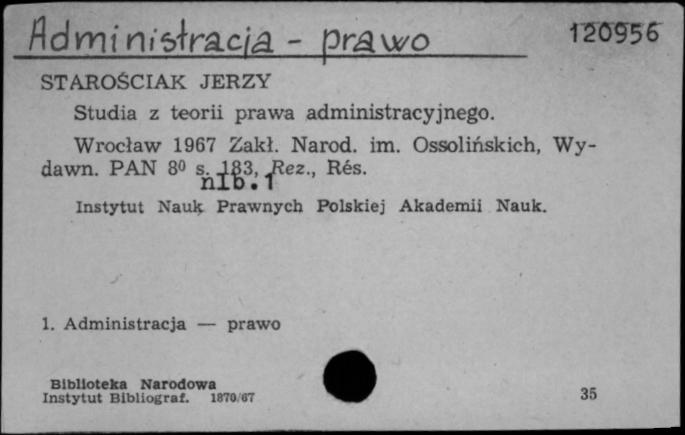 Administracja - prawo
120956
STAROŚCIAK JERZY
Studia z teorii prawa administracyjnego.
Wrocław 1967 Zakł. Narod. im. Ossolińskich, Wy-
dawn. PAN 8⁰ s. 183, Rez., Rés.
nlb. 1
Instytut Nauk Prawnych Polskiej Akademii Nauk.
1. Administracja — prawo
Biblioteka Narodowa
Instytut Bibliograf. 1870/67
35